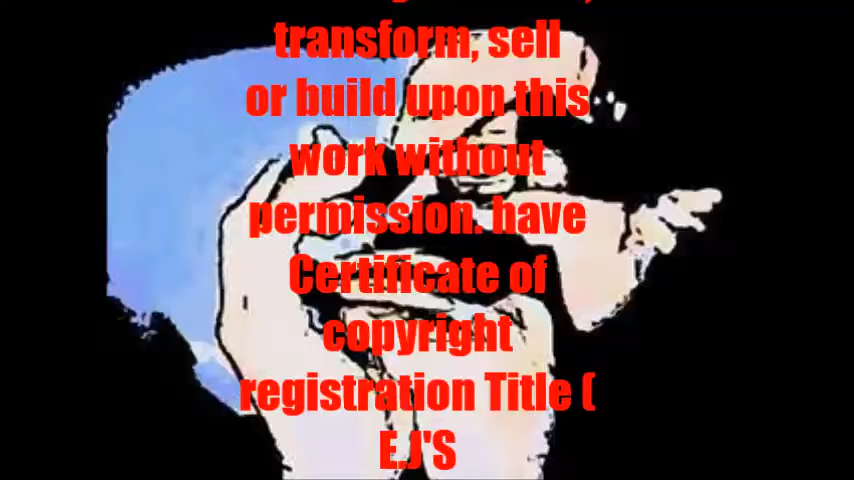 transform, sell
or build upon this
work without
permission. have
Certificate of
copyright
registration Title (
E.J'S